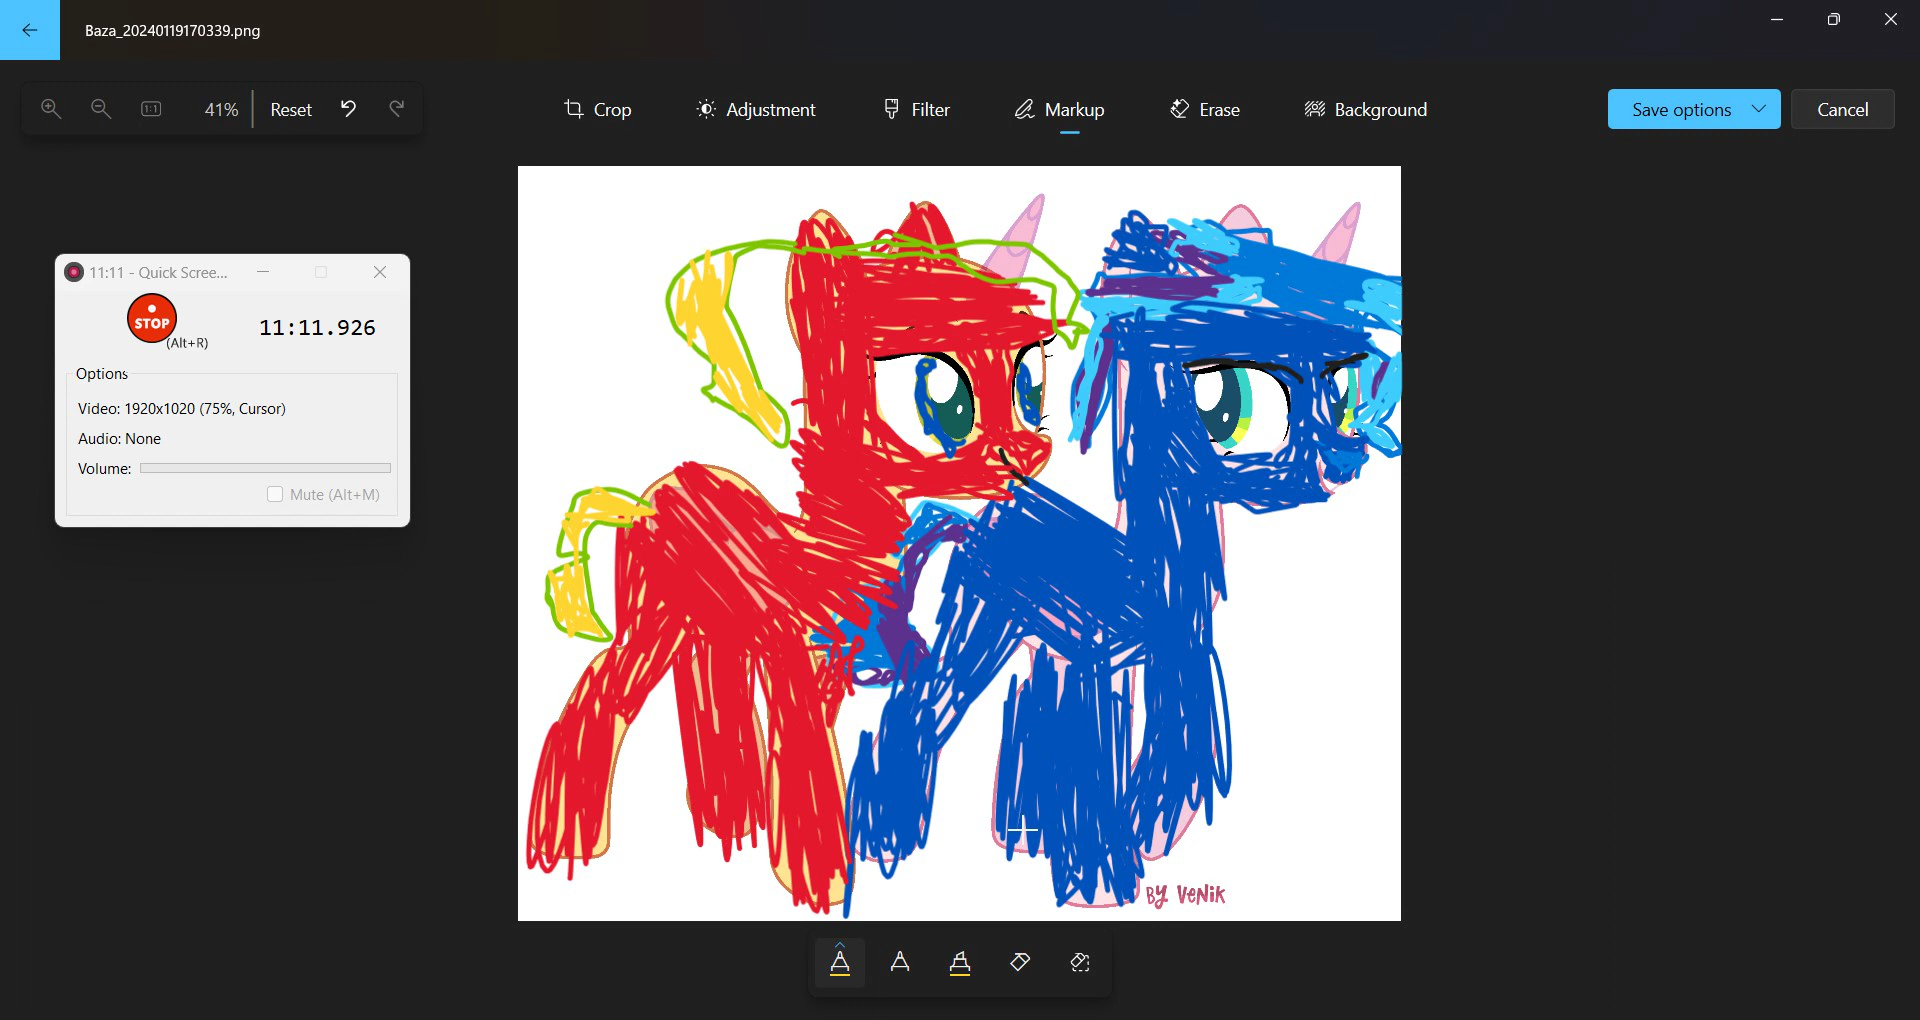 Baza_20240119170339.png
41%
Reset
Crop
Adjustment
Filter
Markup
Erase
Background
Save options
Cancel
11:11 - Quick Scree...
STOP
(Alt+R)
11:11.926
Options
Video: 1920x1020 (75%, Cursor)
Audio: None
Volume:
Mute (Alt+M)
BY VeNiK